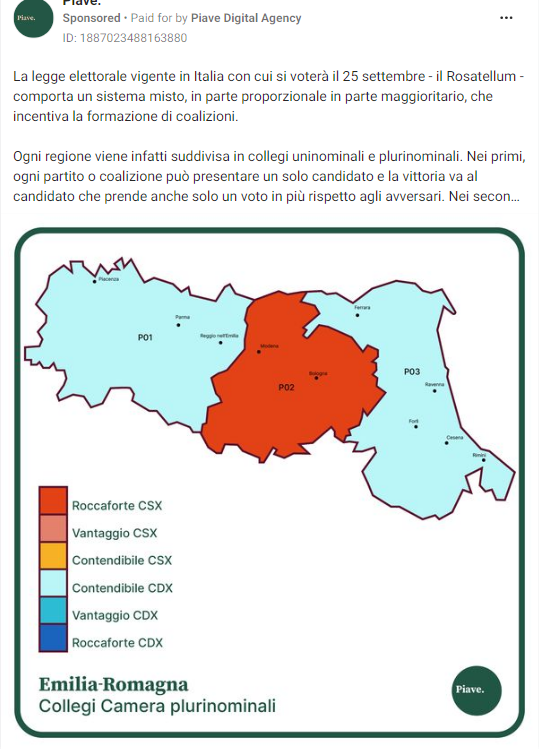 Piave.
Piave.
Sponsored • Paid for by Piave Digital Agency
ID: 1887023488163880
La legge elettorale vigente in Italia con cui si voterà il 25 settembre - il Rosatellum -
comporta un sistema misto, in parte proporzionale in parte maggioritario, che
incentiva la formazione di coalizioni.
Ogni regione viene infatti suddivisa in collegi uninominali e plurinominali. Nei primi,
ogni partito o coalizione può presentare un solo candidato e la vittoria va al
candidato che prende anche solo un voto in più rispetto agli avversari. Nei secon...
Piacenza
Parma
Reggio nell'Emilia
Modena
Bologna
Ferrara
Ravenna
Forlì
Cesena
Rimini
P01
P02
P03
Roccaforte CSX
Vantaggio CSX
Contendibile CSX
Contendibile CDX
Vantaggio CDX
Roccaforte CDX
Emilia-Romagna
Collegi Camera plurinominali
Piave.